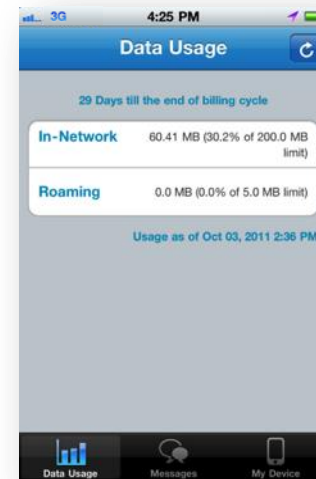 3G 4:25 PM
Data Usage
29 Days till the end of billing cycle
In-Network 60.41 MB (30.2% of 200.0 MB
limit)
Roaming 0.0 MB (0.0% of 5.0 MB limit)
Usage as of Oct 03, 2011 2:36 PM
Data Usage Messages My Device